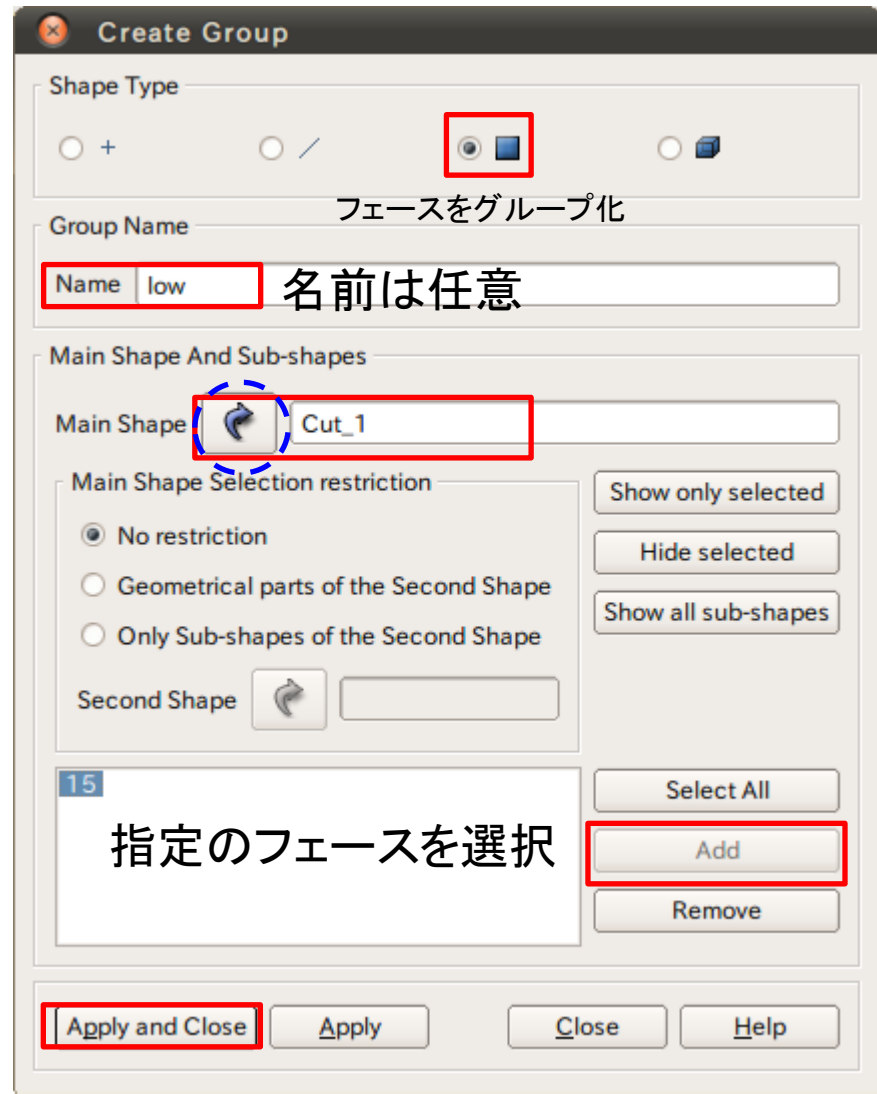 Create Group
Shape Type
フェースをグループ化
Group Name
Name low 名前は任意
Main Shape And Sub-shapes
Main Shape Cut_1
Main Shape Selection restriction
Show only selected
No restriction
Hide selected
Geometrical parts of the Second Shape
Show all sub-shapes
Only Sub-shapes of the Second Shape
Second Shape
15
Select All
指定のフェースを選択
Add
Remove
Apply and Close Apply Close Help